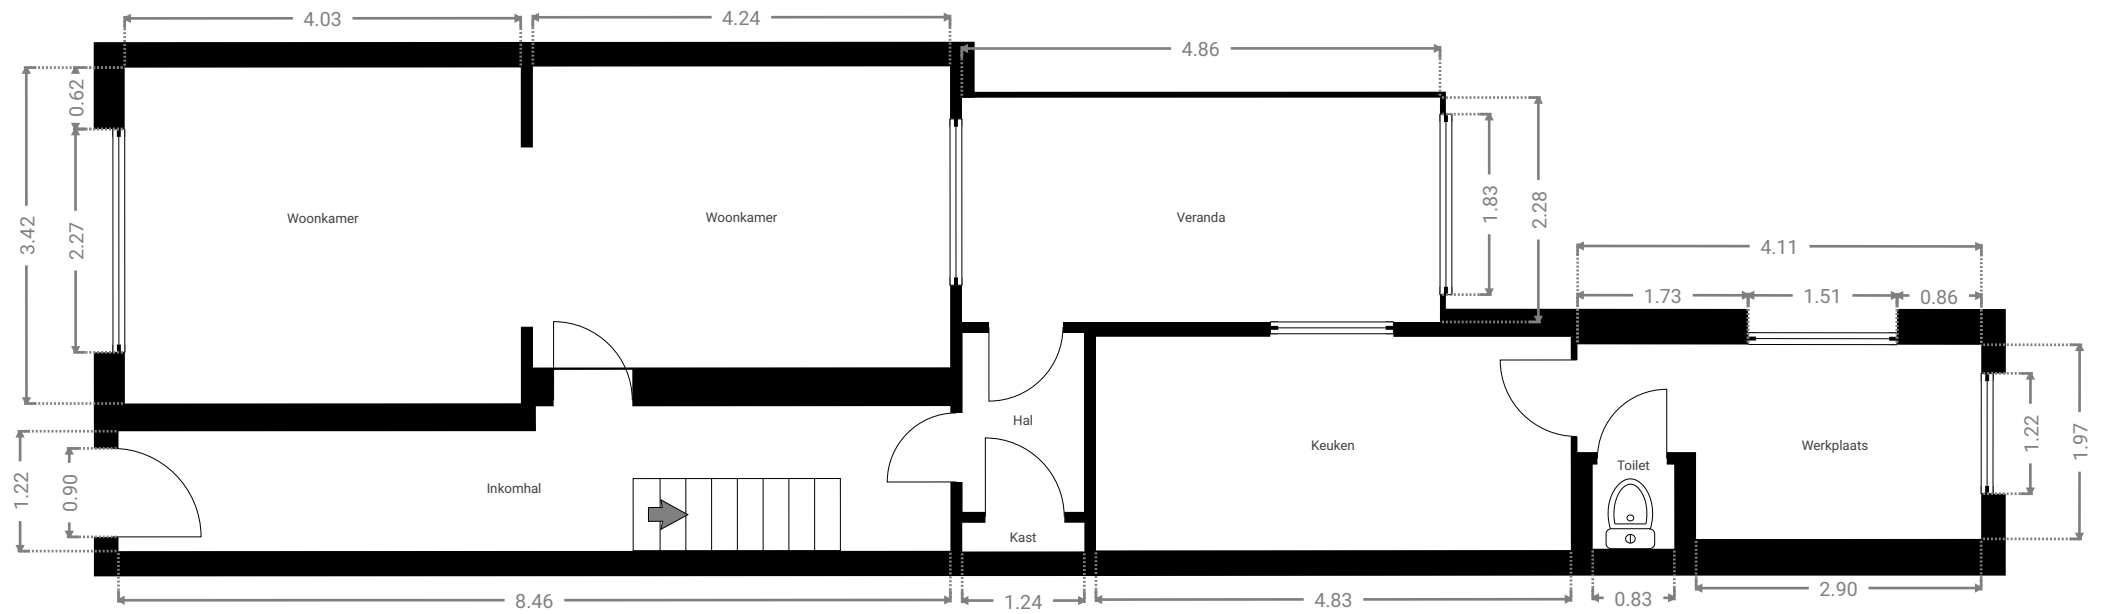 4.03
4.24
4.86
0.62
3.42
2.27
1.83
2.28
Woonkamer
Woonkamer
Veranda
4.11
1.73
1.51
0.86
Hal
Keuken
Werkplaats
1.22
1.97
Toilet
1.22
0.90
Inkomhal
Kast
8.46
1.24
4.83
0.83
2.90